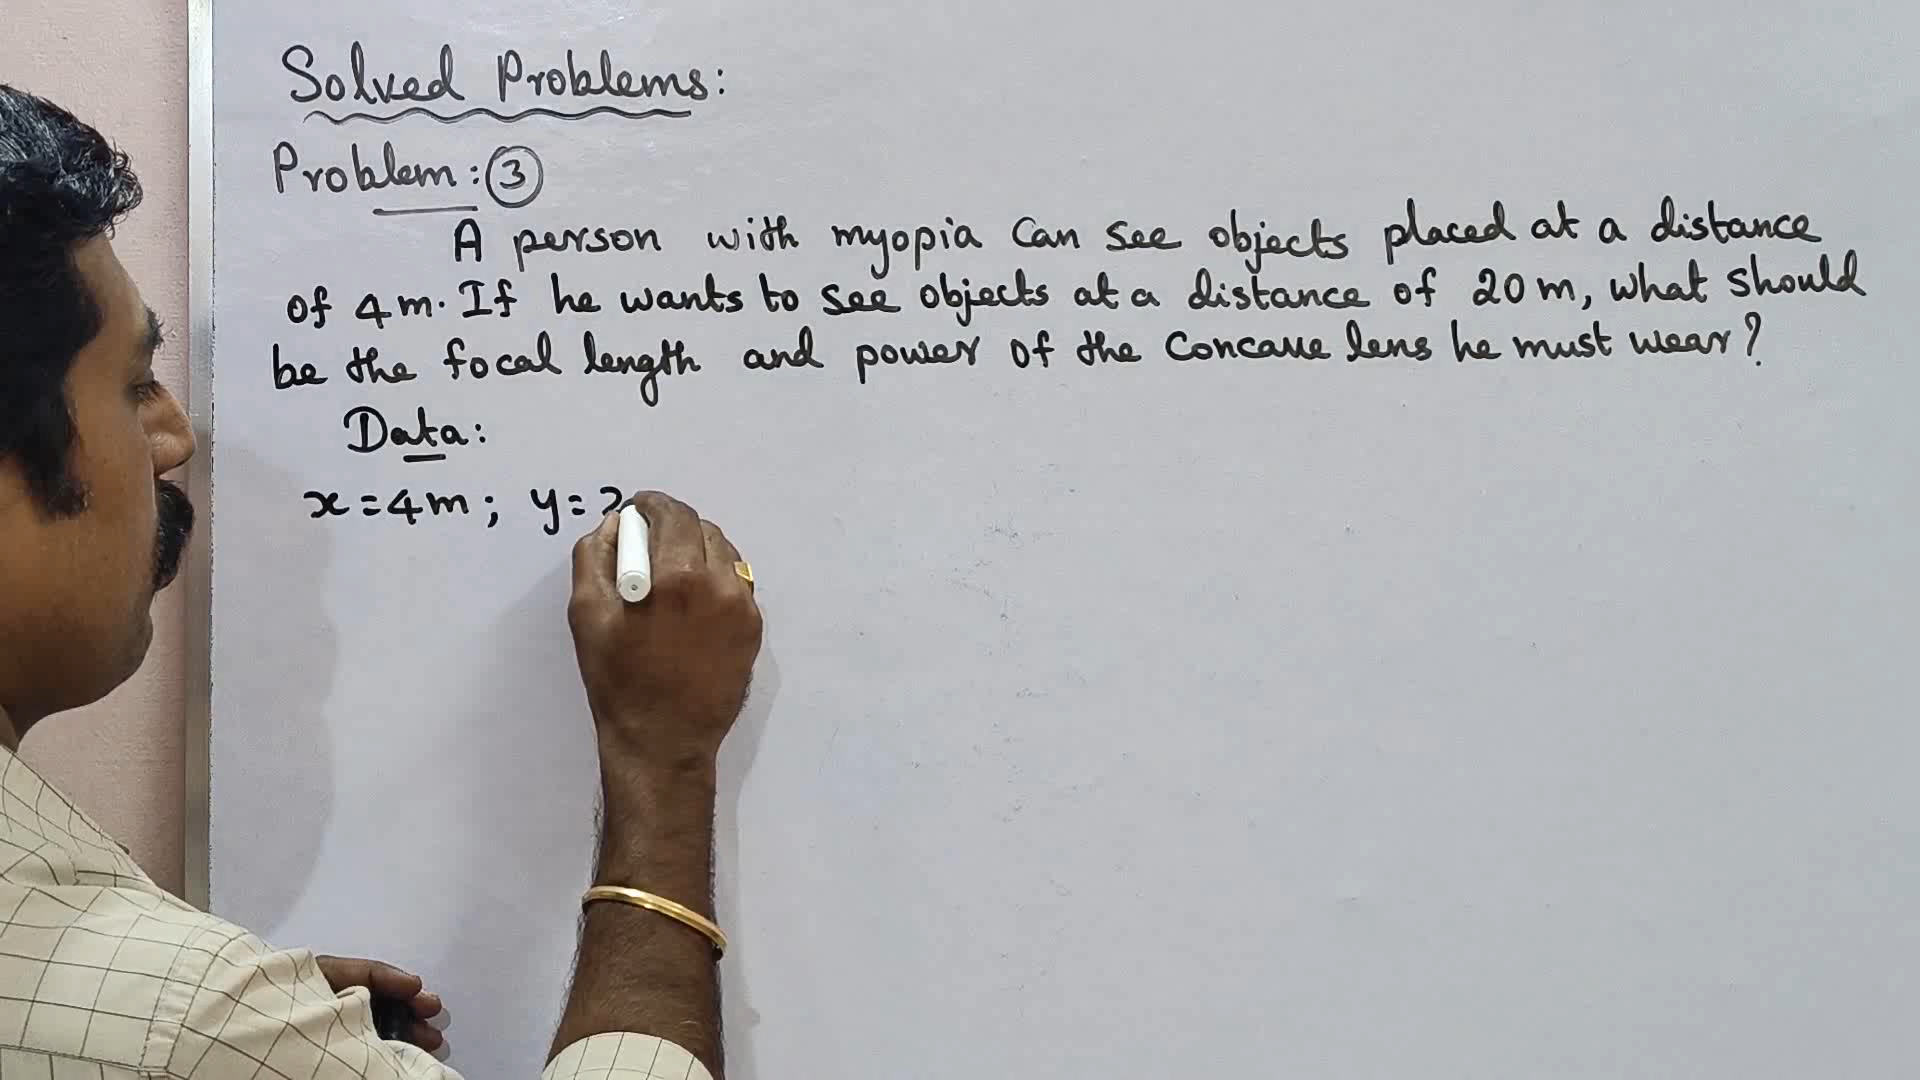 Solved Problems:
Problem: 3
A person with myopia can see objects placed at a distance
of 4m. If he wants to see objects at a distance of 20m, what should
be the focal length and power of the concave lens he must wear?
Data:
x = 4m ; y = 2